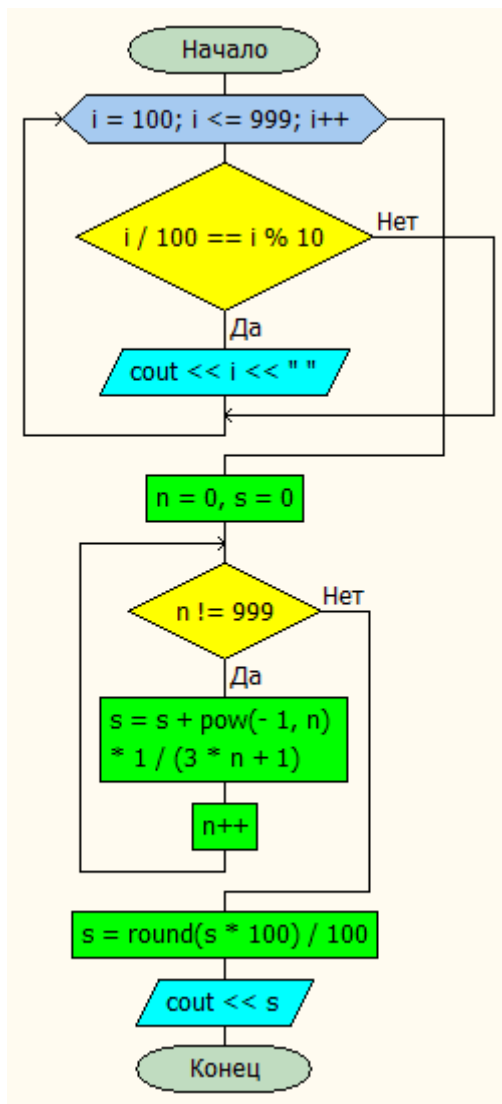 Начало
i = 100; i <= 999; i++
i / 100 == i % 10
Нет
Да
cout << i << " "
n = 0, s = 0
n != 999
Нет
Да
s = s + pow(- 1, n)
* 1 / (3 * n + 1)
n++
s = round(s * 100) / 100
cout << s
Конец